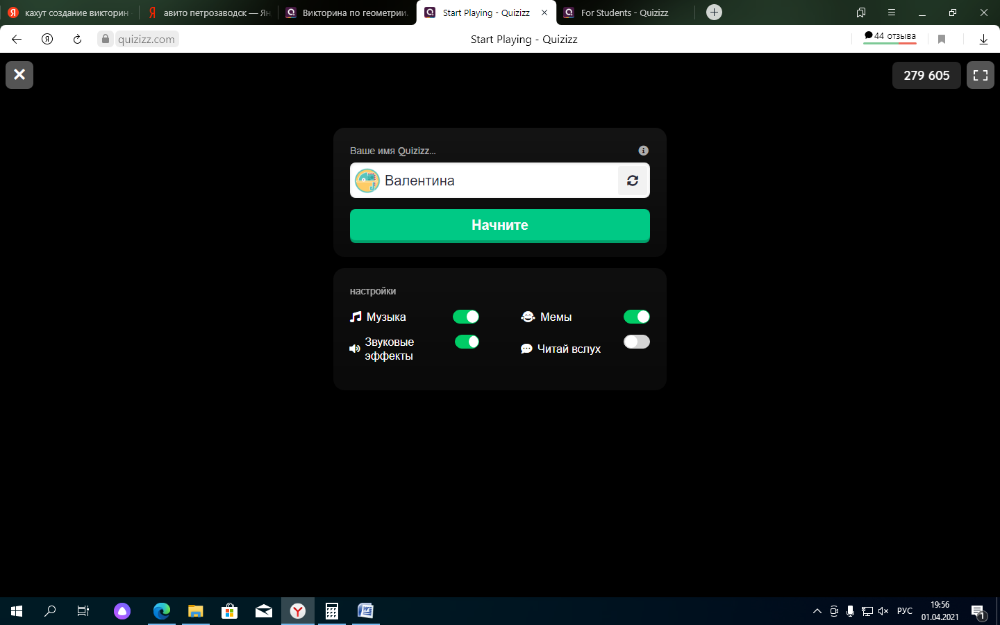 кахут создание викторин
авито петрозаводск — Ян
Викторина по геометрии.
Start Playing - Quizizz
For Students - Quizizz
quizizz.com
Start Playing - Quizizz
44 отзыва
279 605
Ваше имя Quizizz...
Валентина
Начните
настройки
Музыка
Мемы
Звуковые
эффекты
Читай вслух
РУС
19:56
01.04.2021
1